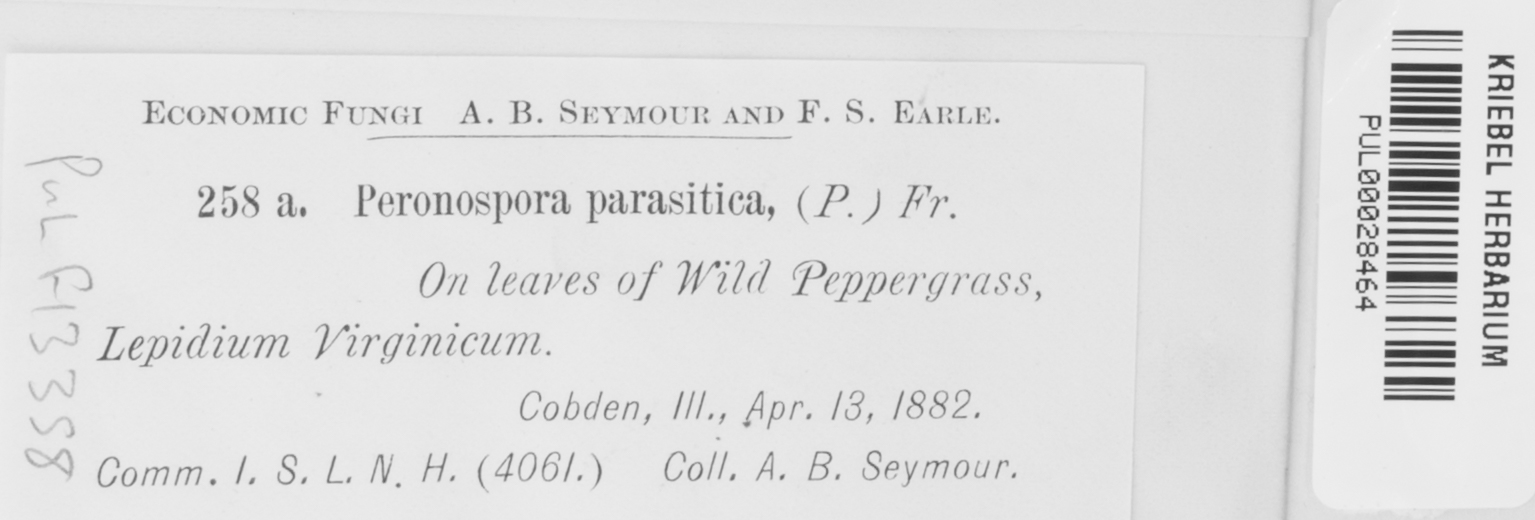 ECONOMIC FUNGI A. B. SEYMOUR AND F. S. EARLE.
258 a. Peronospora parasitica, (P.) Fr.
On leaves of Wild Peppergrass,
Lepidium Virginicum.
Cobden, Ill., Apr. 13, 1882.
Comm. I. S. L. N. H. (4061.) Coll. A. B. Seymour.
PUL F13358
PUL00028464
KRIEBEL HERBARIUM